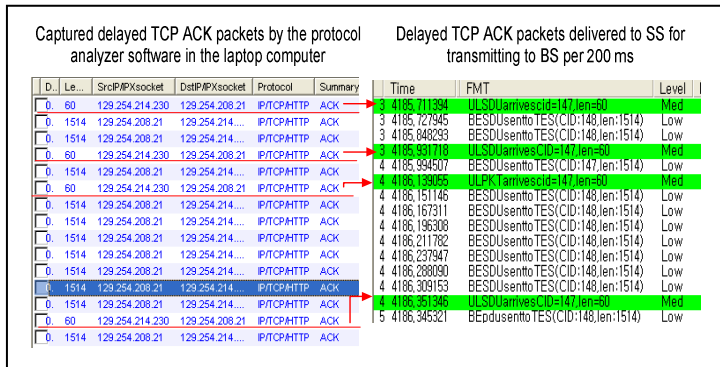 Captured delayed TCP ACK packets by the protocol
analyzer software in the laptop computer
D.. Le... SrcIP/IPXsocket DstIP/IPXsocket Protocol Summary
0. 60 129.254.214.230 129.254.208.21 IP/TCP/HTTP ACK
0. 1514 129.254.208.21 129.254.214.... IP/TCP/HTTP ACK
0. 1514 129.254.208.21 129.254.214.... IP/TCP/HTTP ACK
0. 60 129.254.214.230 129.254.208.21 IP/TCP/HTTP ACK
0. 1514 129.254.208.21 129.254.214.... IP/TCP/HTTP ACK
0. 60 129.254.214.230 129.254.208.21 IP/TCP/HTTP ACK
0. 1514 129.254.208.21 129.254.214.... IP/TCP/HTTP ACK
0. 1514 129.254.208.21 129.254.214.... IP/TCP/HTTP ACK
0. 1514 129.254.208.21 129.254.214.... IP/TCP/HTTP ACK
0. 1514 129.254.208.21 129.254.214.... IP/TCP/HTTP ACK
0. 1514 129.254.208.21 129.254.214.... IP/TCP/HTTP ACK
0. 1514 129.254.208.21 129.254.214.... IP/TCP/HTTP ACK
0. 1514 129.254.208.21 129.254.214.... IP/TCP/HTTP ACK
0. 60 129.254.214.230 129.254.208.21 IP/TCP/HTTP ACK
0. 1514 129.254.208.21 129.254.214.... IP/TCP/HTTP ACK
Delayed TCP ACK packets delivered to SS for
transmitting to BS per 200 ms
Time FMT Level
3 4185,711394 ULSDUarrivescid=147,len=60 Med
3 4185,727945 BESDUsenttoTES(CID:148,len:1514) Low
3 4185,848293 BESDUsenttoTES(CID:148,len:1514) Low
3 4185,931718 ULSDUarrivesCID=147,len=60 Med
4 4185,994507 BESDUsenttoTES(CID:147,len:1514) Low
4 4186,139055 ULPKTarrivescid=147,len=60 Med
4 4186,151146 BESDUsenttoTES(CID:148,len:1514) Low
4 4186,167311 BESDUsenttoTES(CID:148,len:1514) Low
4 4186,196308 BESDUsenttoTES(CID:148,len:1514) Low
4 4186,211782 BESDUsenttoTES(CID:148,len:1514) Low
4 4186,237947 BESDUsenttoTES(CID:148,len:1514) Low
4 4186,288090 BESDUsenttoTES(CID:148,len:1514) Low
4 4186,309153 BESDUsenttoTES(CID:148,len:1514) Low
4 4186,351346 ULSDUarrivesCID=147,len=60 Med
5 4186,345321 BEpdusenttoTES(CID:148,len:1514) Low